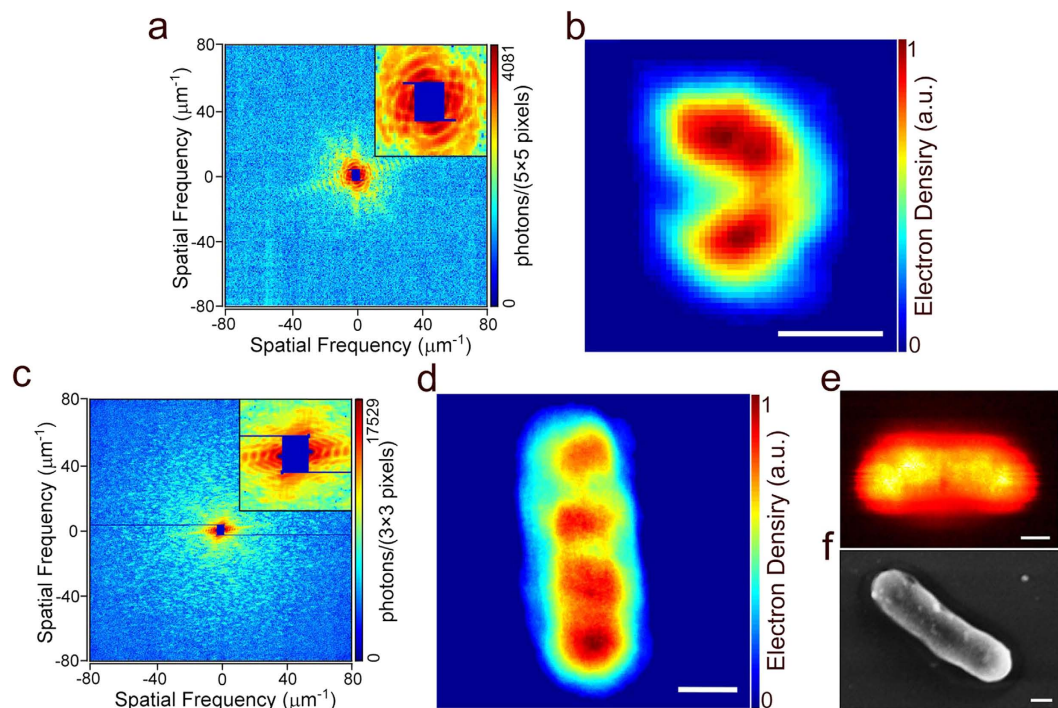 a
80
40
0
-40
-80
Spatial Frequency (μm⁻¹)
-80 -40 0 40 80
Spatial Frequency (μm⁻¹)
4081
0
photons/(5×5 pixels)
b
1
0
Electron Densiry (a.u.)
c
80
40
0
-40
-80
Spatial Frequency (μm⁻¹)
-80 -40 0 40 80
Spatial Frequency (μm⁻¹)
17529
0
photons/(3×3 pixels)
d
1
0
Electron Densiry (a.u.)
e
f